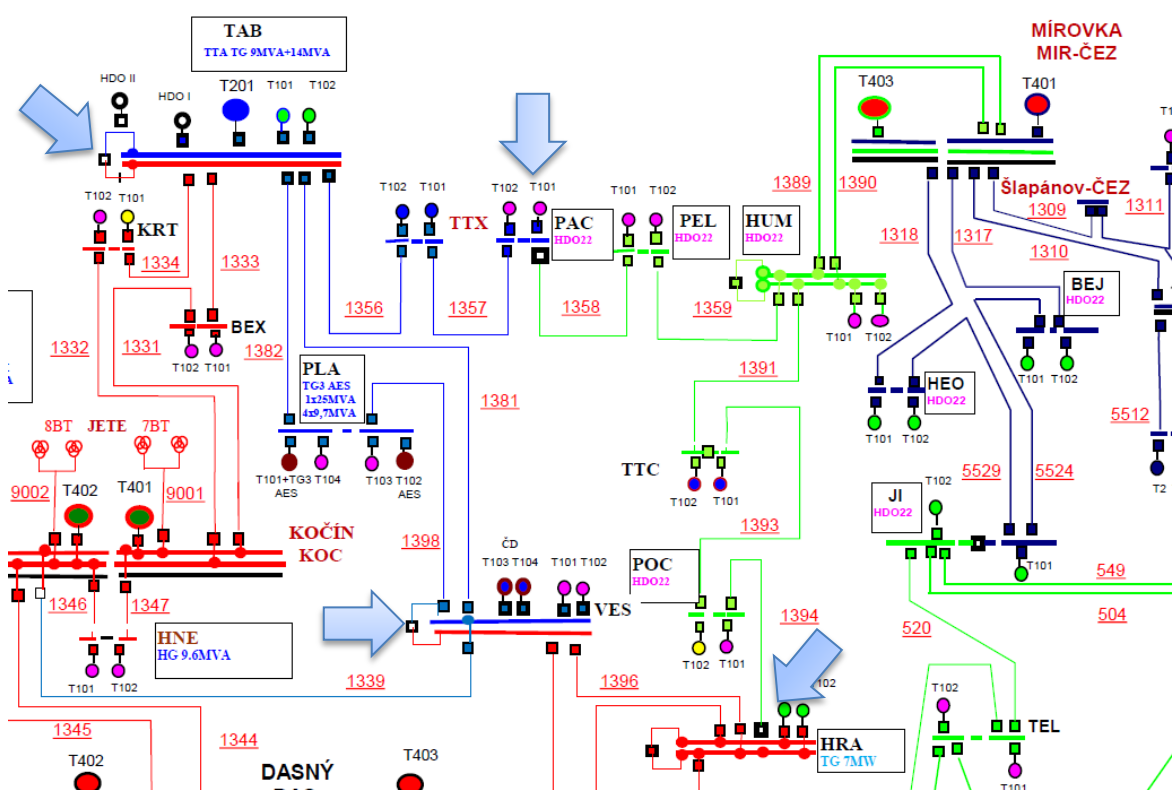 TAB
TTA TG 9MVA+14MVA
MÍROVKA
MIR-ČEZ
HDO II
HDO I
T201
T101
T102
T403
T401
T102
T101
KRT
T102
T101
TTX
T102
T101
PAC
HDO22
T101
T102
PEL
HDO22
HUM
HDO22
1389
1390
Šlapánov-ČEZ
1309
1311
1318
1317
1310
1334
1333
1356
1357
1358
1359
BEJ
HDO22
BEX
T102
T101
1332
1331
1382
T101
T102
1391
T101
T102
PLA
TG3 AES
1x25MVA
4x9,7MVA
1381
HEO
HDO22
T101
T102
5512
8BT
JETE
7BT
TTC
T102
T101
T101+TG3
AES
T104
T103
T102
AES
9002
T402
T401
9001
5529
5524
T102
T2
JI
HDO22
KOČÍN
KOC
1398
ČD
T103
T104
T101
T102
1393
POC
HDO22
T101
549
1346
1347
VES
504
HNE
HG 9.6MVA
1394
520
T101
T102
1339
1396
T102
T101
T102
TEL
1345
1344
HRA
TG 7MW
T402
DASNÝ
T403
T101